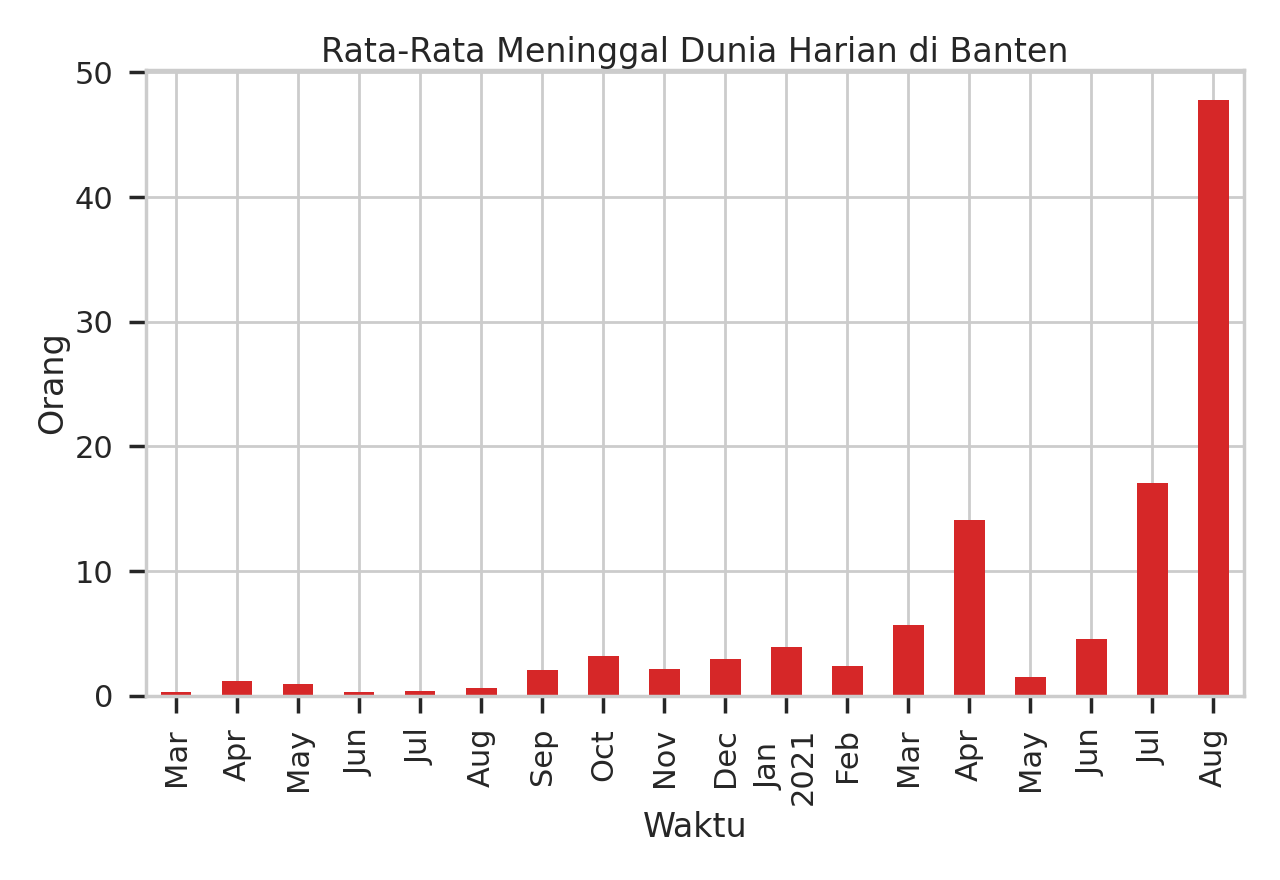 Rata-Rata Meninggal Dunia Harian di Banten
50
40
30
20
10
0
Orang
Mar
Apr
May
Jun
Jul
Aug
Sep
Oct
Nov
Dec
Jan
2021
Feb
Mar
Apr
May
Jun
Jul
Aug
Waktu